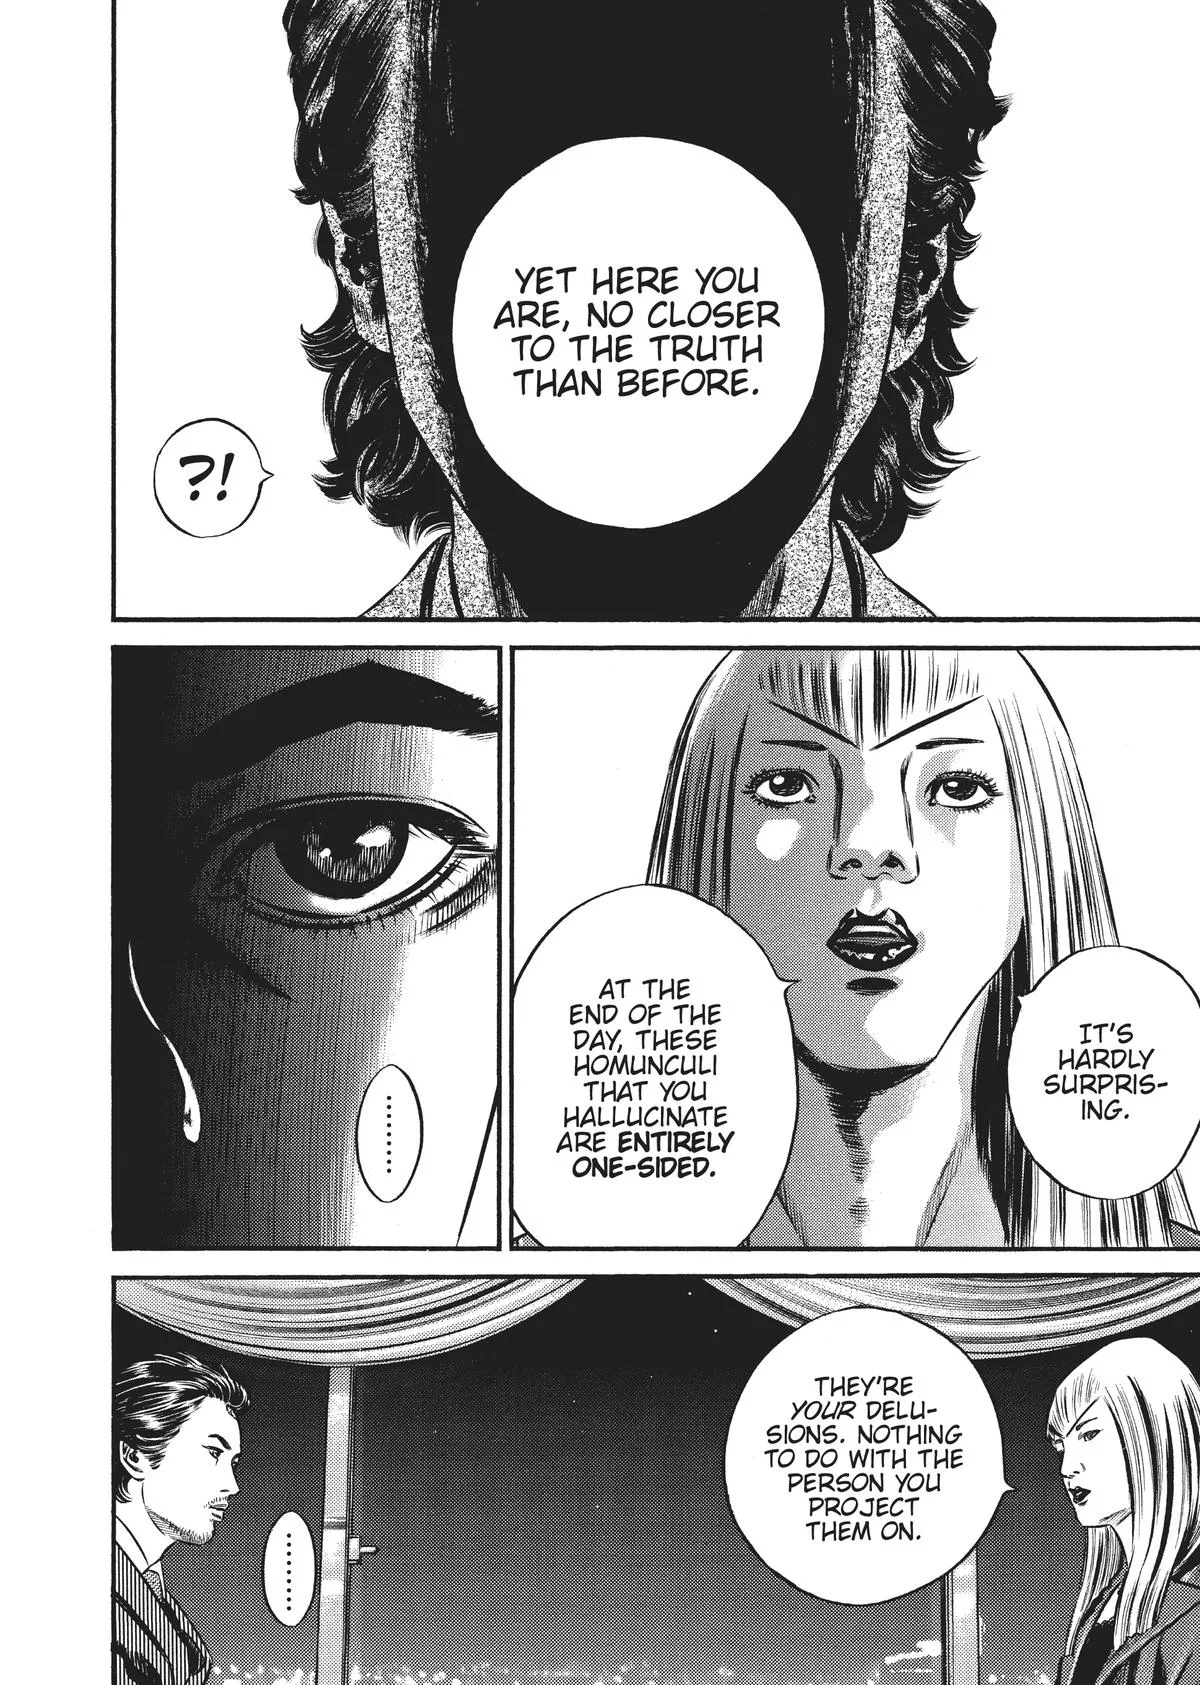 YET HERE YOU
ARE, NO CLOSER
TO THE TRUTH
THAN BEFORE.
?!
IT'S
HARDLY
SURPRIS-
ING.
AT THE
END OF THE
DAY, THESE
HOMUNCULI
THAT YOU
HALLUCINATE
ARE ENTIRELY
ONE-SIDED.
........
THEY'RE
YOUR DELU-
SIONS. NOTHING
TO DO WITH THE
PERSON YOU
PROJECT
THEM ON.
........